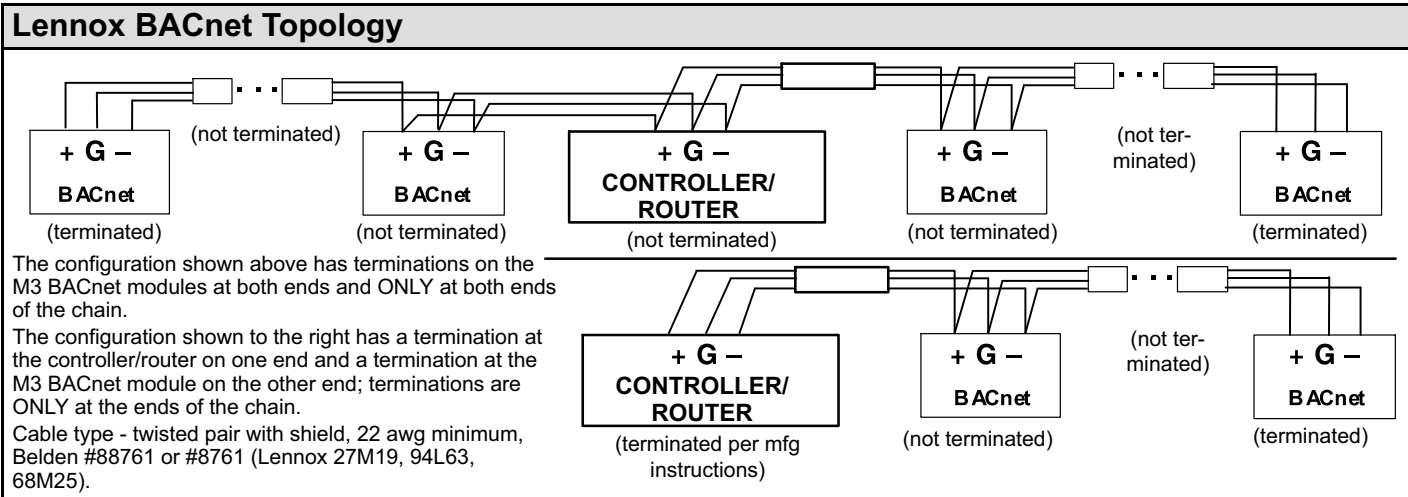 Lennox BACnet Topology
(not terminated)
(not ter-
minated)
+ G –
BACnet
(terminated)
+ G –
BACnet
(not terminated)
+ G –
CONTROLLER/
ROUTER
(not terminated)
+ G –
BACnet
(not terminated)
+ G –
BACnet
(terminated)
The configuration shown above has terminations on the
M3 BACnet modules at both ends and ONLY at both ends
of the chain.
The configuration shown to the right has a termination at
the controller/router on one end and a termination at the
M3 BACnet module on the other end; terminations are
ONLY at the ends of the chain.
Cable type - twisted pair with shield, 22 awg minimum,
Belden #88761 or #8761 (Lennox 27M19, 94L63,
68M25).
+ G –
CONTROLLER/
ROUTER
(terminated per mfg
instructions)
+ G –
BACnet
(not terminated)
(not ter-
minated)
+ G –
BACnet
(terminated)